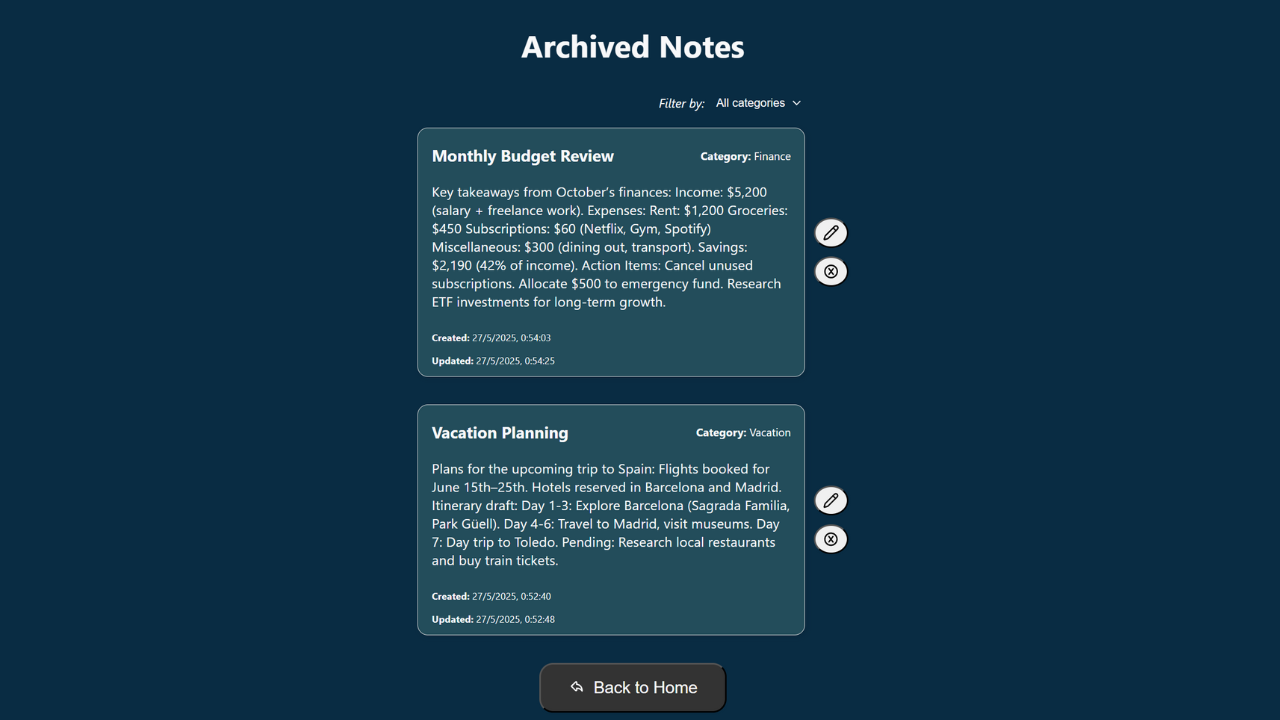 Archived Notes
Filter by: All categories
Monthly Budget Review
Category: Finance
Key takeaways from October's finances: Income: $5,200
(salary + freelance work). Expenses: Rent: $1,200 Groceries:
$450 Subscriptions: $60 (Netflix, Gym, Spotify)
Miscellaneous: $300 (dining out, transport). Savings:
$2,190 (42% of income). Action Items: Cancel unused
subscriptions. Allocate $500 to emergency fund. Research
ETF investments for long-term growth.
Created: 27/5/2025, 0:54:03
Updated: 27/5/2025, 0:54:25
Vacation Planning
Category: Vacation
Plans for the upcoming trip to Spain: Flights booked for
June 15th–25th. Hotels reserved in Barcelona and Madrid.
Itinerary draft: Day 1-3: Explore Barcelona (Sagrada Familia,
Park Güell). Day 4-6: Travel to Madrid, visit museums. Day
7: Day trip to Toledo. Pending: Research local restaurants
and buy train tickets.
Created: 27/5/2025, 0:52:40
Updated: 27/5/2025, 0:52:48
Back to Home